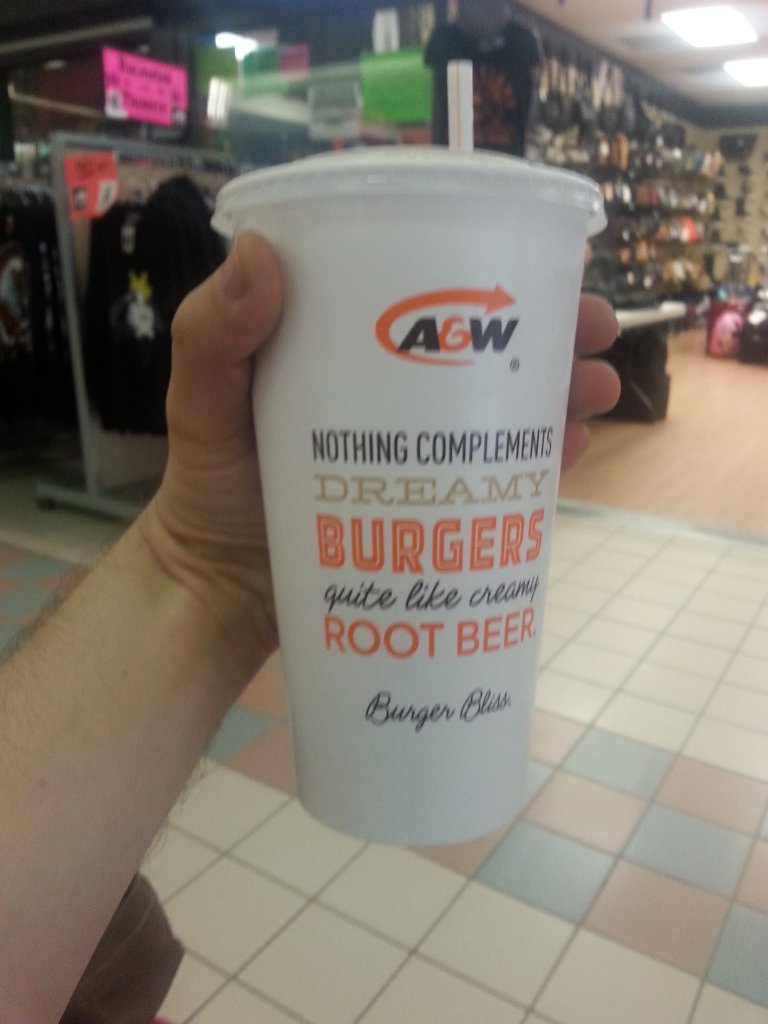 A&W®
NOTHING COMPLEMENTS
DREAMY
BURGERS
quite like creamy
ROOT BEER.
Burger Bliss.